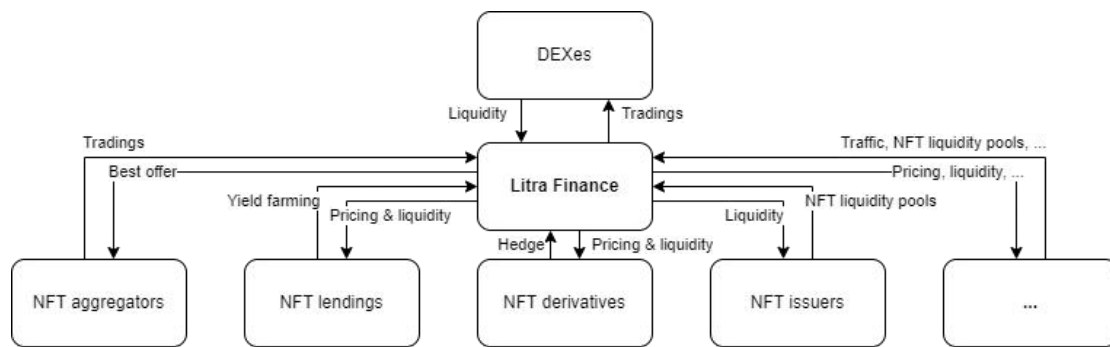 DEXes
Liquidity
Tradings
Tradings
Traffic, NFT liquidity pools, ...
Best offer
Litra Finance
Pricing, liquidity, ...
Yield farming
NFT liquidity pools
Pricing & liquidity
Liquidity
Hedge
Pricing & liquidity
NFT aggregators
NFT lendings
NFT derivatives
NFT issuers
...